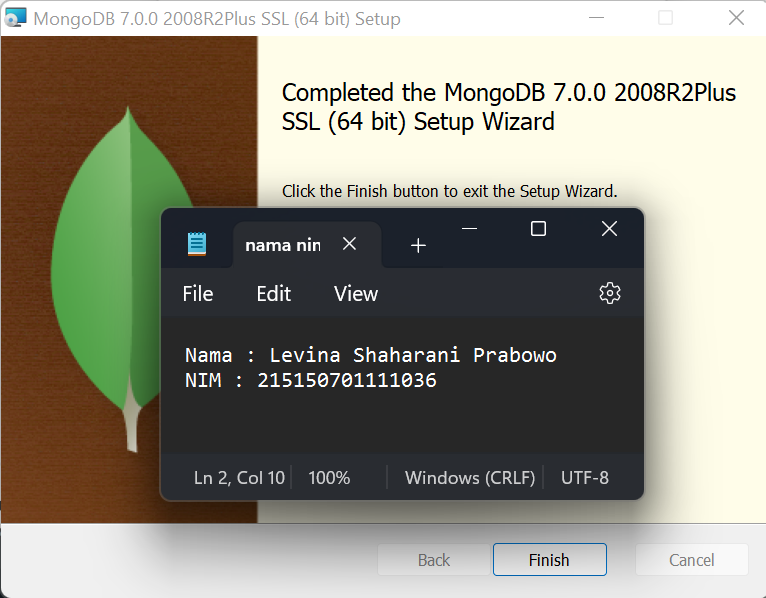 MongoDB 7.0.0 2008R2Plus SSL (64 bit) Setup
Completed the MongoDB 7.0.0 2008R2Plus
SSL (64 bit) Setup Wizard
Click the Finish button to exit the Setup Wizard.
nama nim
File Edit View
Nama : Levina Shaharani Prabowo
NIM : 215150701111036
Ln 2, Col 10 100% Windows (CRLF) UTF-8
Back Finish Cancel